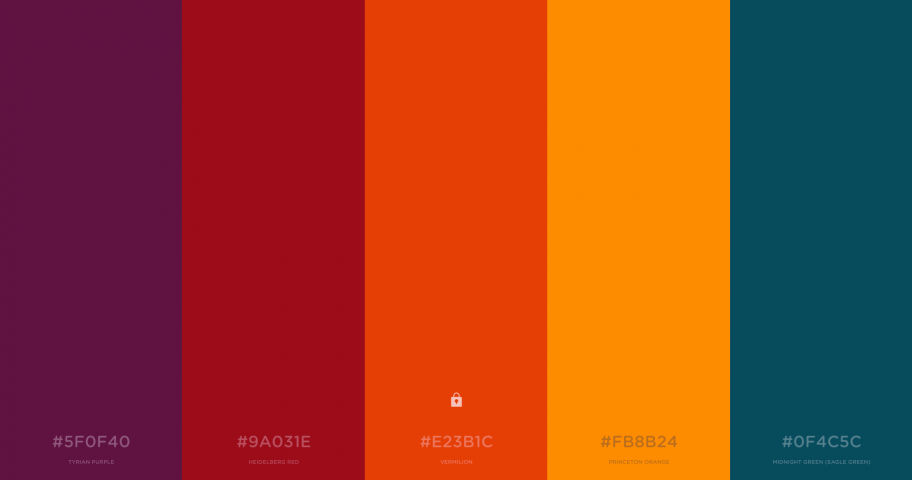 #5F0F40
TYRIAN PURPLE
#9A031E
HEIDELBERG RED
#E23B1C
VERMILION
#FB8B24
PRINCETON ORANGE
#0F4C5C
MIDNIGHT GREEN (EAGLE GREEN)